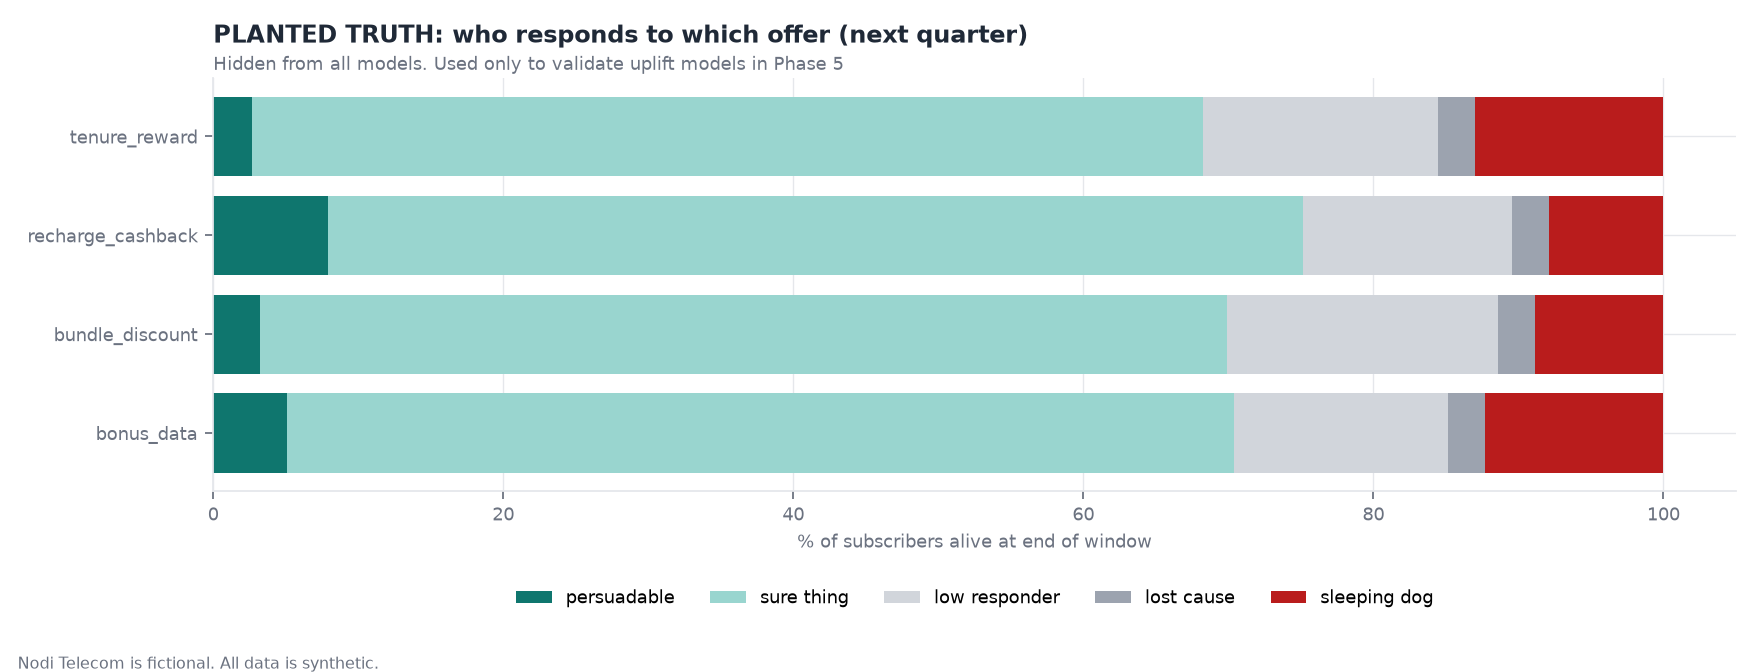 PLANTED TRUTH: who responds to which offer (next quarter)
Hidden from all models. Used only to validate uplift models in Phase 5
tenure_reward
recharge_cashback
bundle_discount
bonus_data
0 20 40 60 80 100
% of subscribers alive at end of window
persuadable sure thing low responder lost cause sleeping dog
Nodi Telecom is fictional. All data is synthetic.